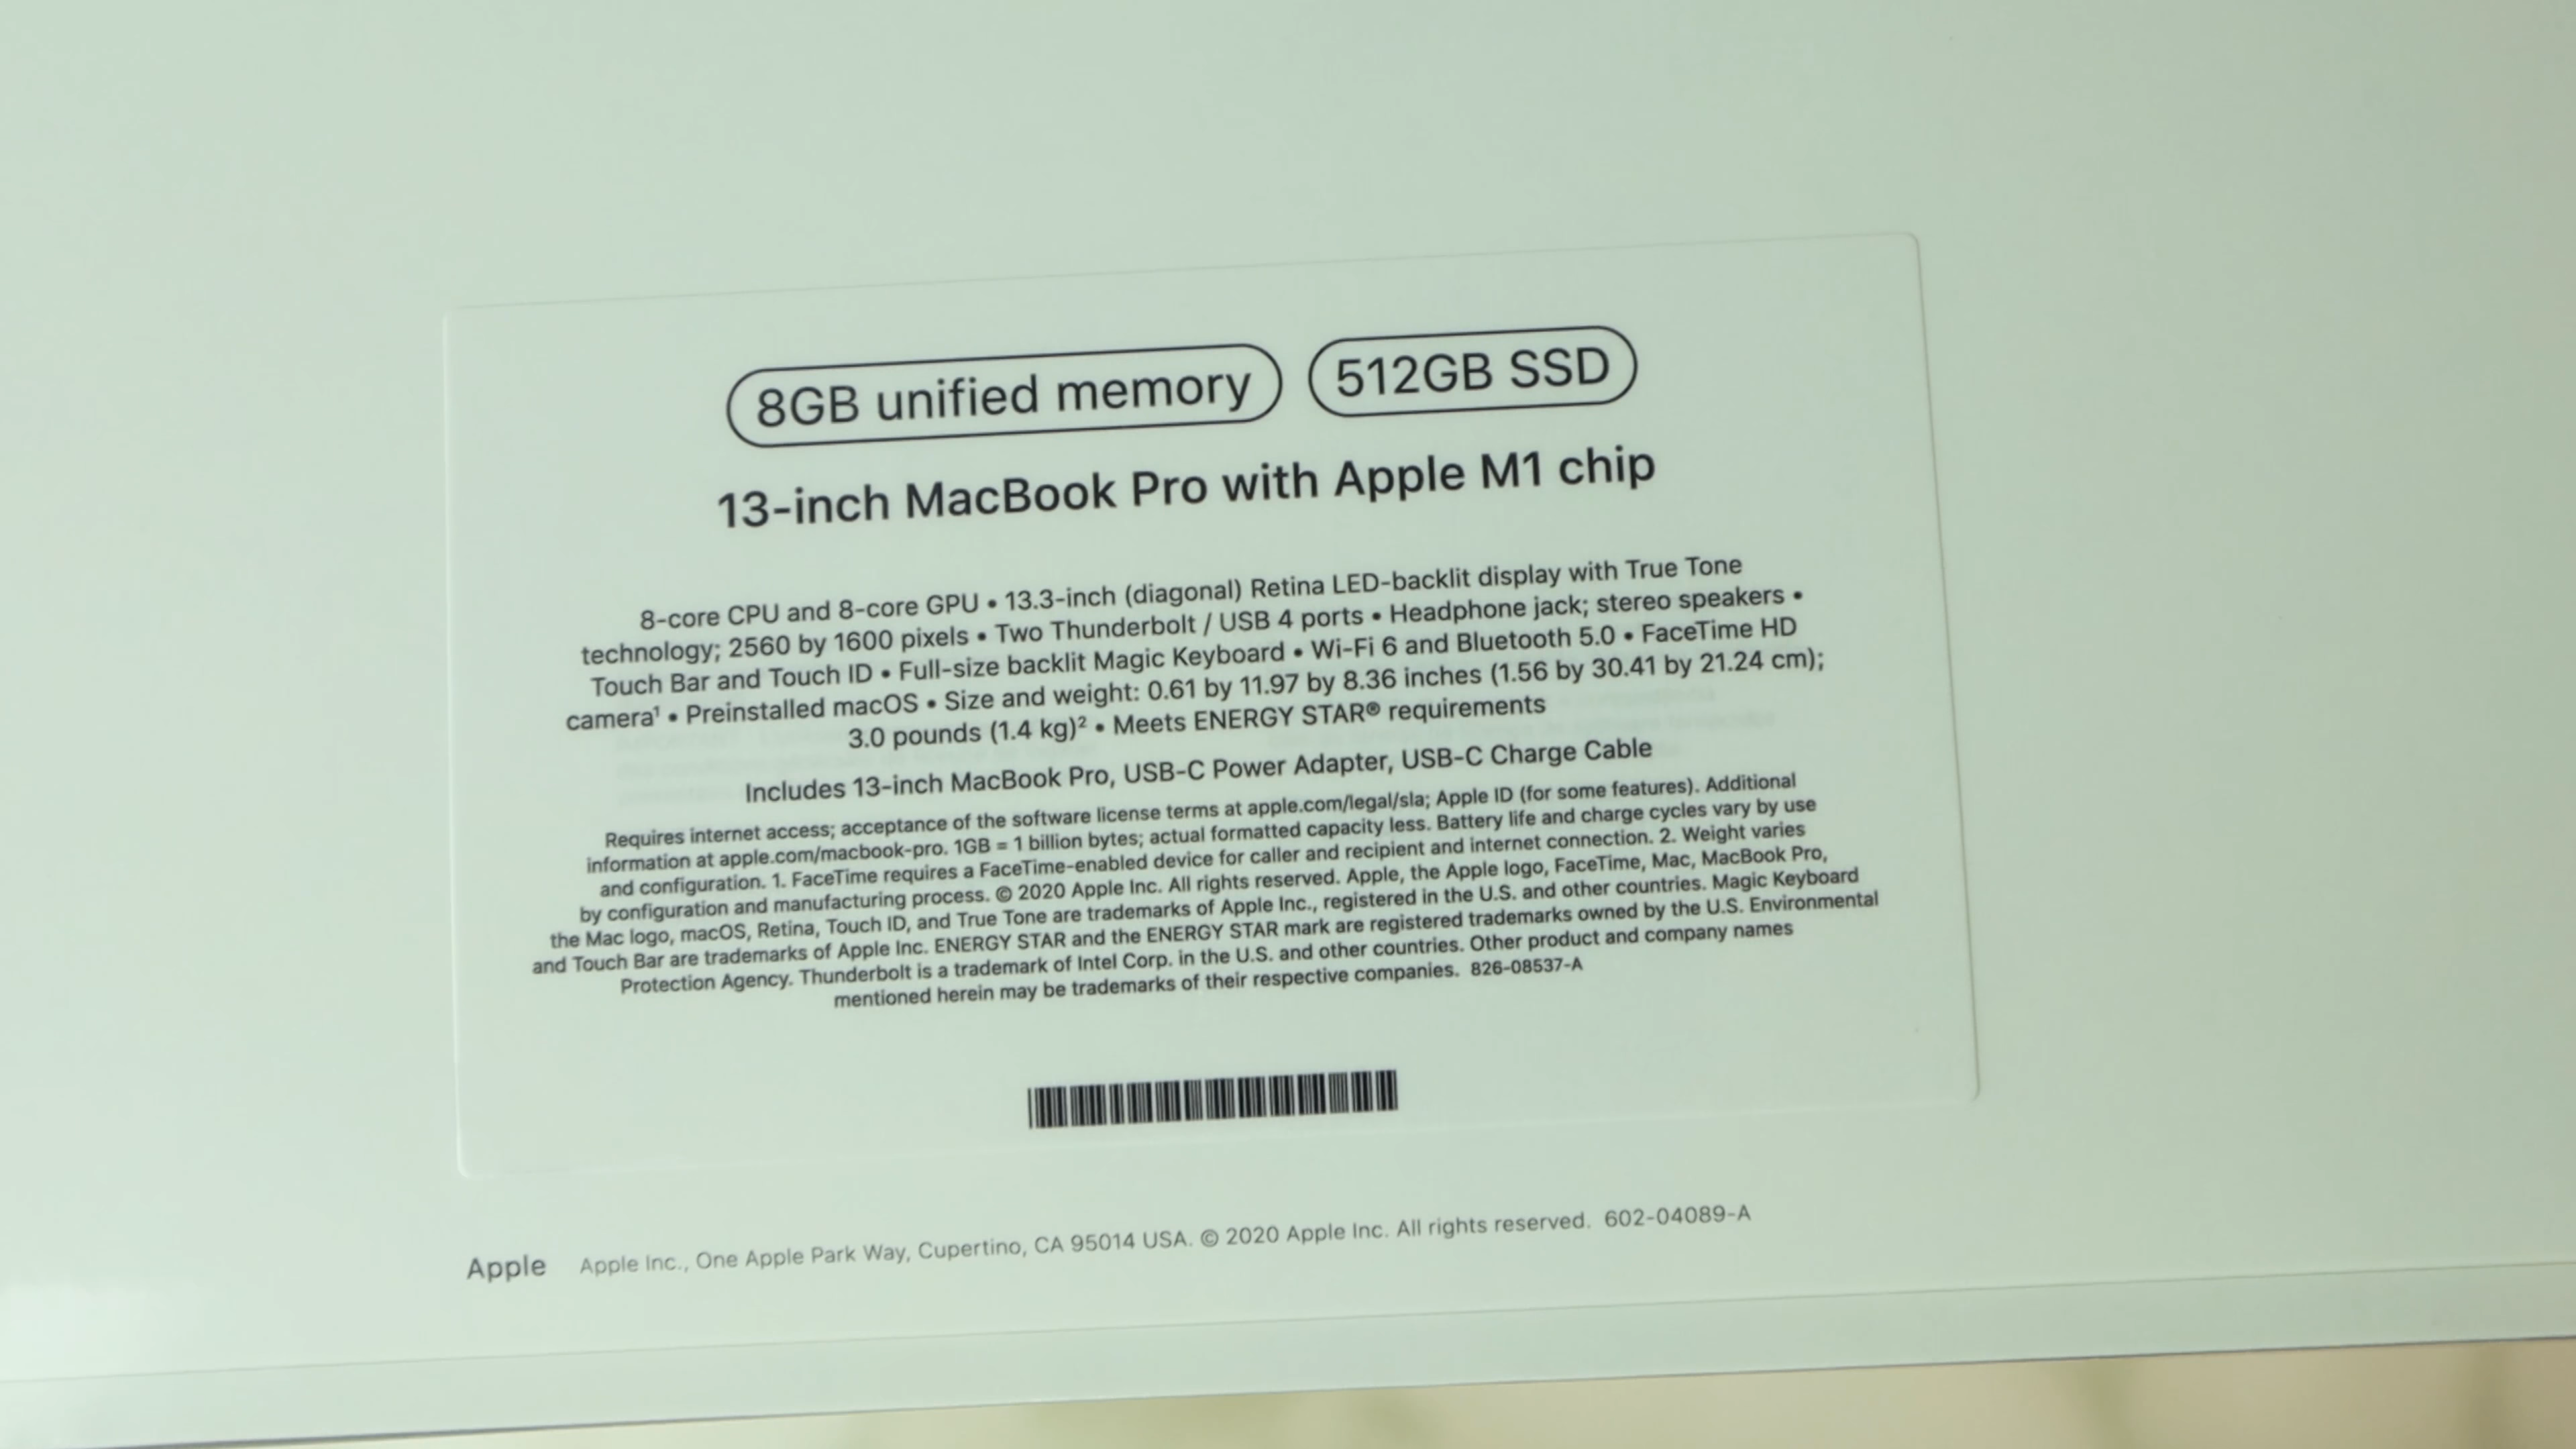 8GB unified memory 512GB SSD
13-inch MacBook Pro with Apple M1 chip
8-core CPU and 8-core GPU • 13.3-inch (diagonal) Retina LED-backlit display with True Tone
technology; 2560 by 1600 pixels • Two Thunderbolt / USB 4 ports • Headphone jack; stereo speakers •
Touch Bar and Touch ID • Full-size backlit Magic Keyboard • Wi-Fi 6 and Bluetooth 5.0 • FaceTime HD
camera¹ • Preinstalled macOS • Size and weight: 0.61 by 11.97 by 8.36 inches (1.56 by 30.41 by 21.24 cm);
3.0 pounds (1.4 kg)² • Meets ENERGY STAR® requirements
Includes 13-inch MacBook Pro, USB-C Power Adapter, USB-C Charge Cable
Requires internet access; acceptance of the software license terms at apple.com/legal/sla; Apple ID (for some features). Additional
information at apple.com/macbook-pro. 1GB = 1 billion bytes; actual formatted capacity less. Battery life and charge cycles vary by use
and configuration. 1. FaceTime requires a FaceTime-enabled device for caller and recipient and internet connection. 2. Weight varies
by configuration and manufacturing process. © 2020 Apple Inc. All rights reserved. Apple, the Apple logo, FaceTime, Mac, MacBook Pro,
the Mac logo, macOS, Retina, Touch ID, and True Tone are trademarks of Apple Inc., registered in the U.S. and other countries. Magic Keyboard
and Touch Bar are trademarks of Apple Inc. ENERGY STAR and the ENERGY STAR mark are registered trademarks owned by the U.S. Environmental
Protection Agency. Thunderbolt is a trademark of Intel Corp. in the U.S. and other countries. Other product and company names
mentioned herein may be trademarks of their respective companies. 826-08537-A
Apple Apple Inc., One Apple Park Way, Cupertino, CA 95014 USA. © 2020 Apple Inc. All rights reserved. 602-04089-A